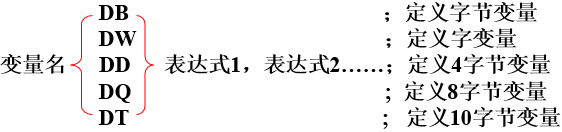 DB ；定义字节变量
DW ；定义字变量
变量名 DD 表达式1，表达式2……；定义4字节变量
DQ ；定义8字节变量
DT ；定义10字节变量